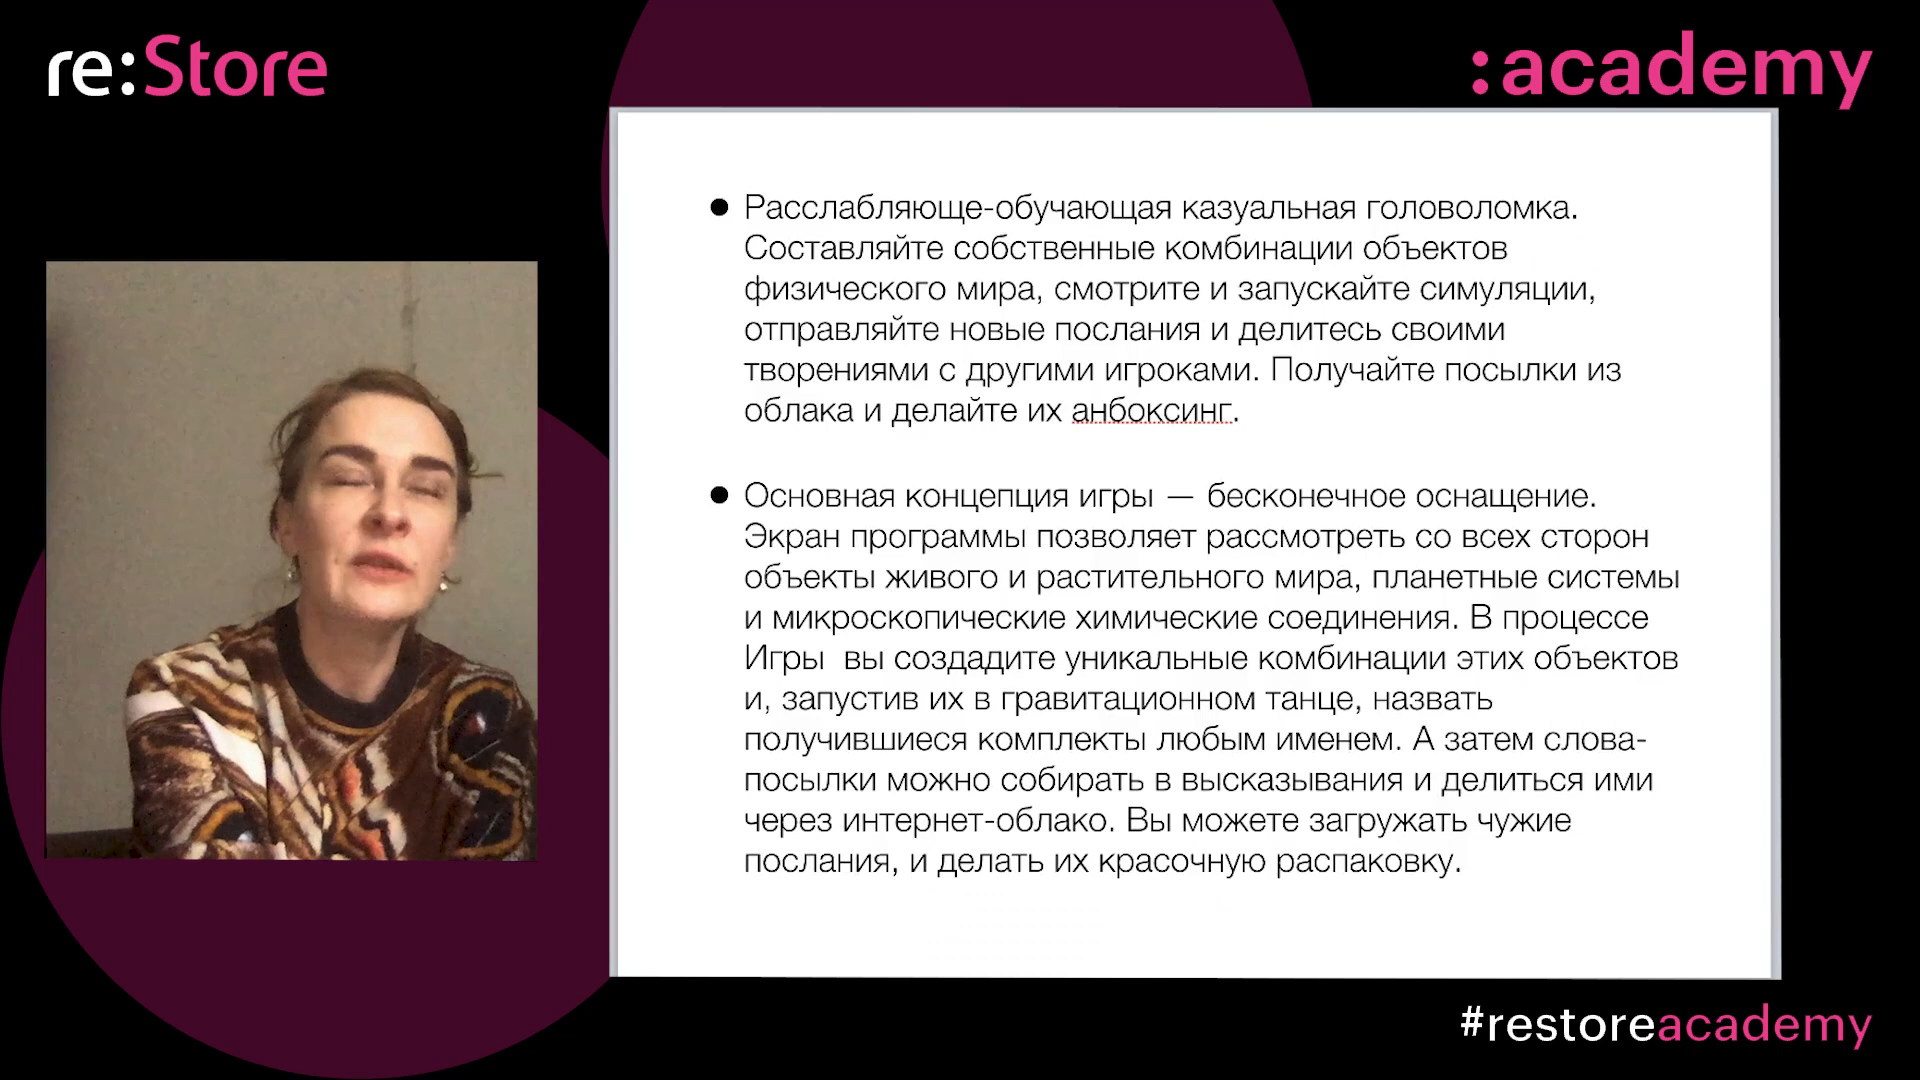 re:Store
:academy
● Расслабляюще-обучающая казуальная головоломка.
Составляйте собственные комбинации объектов
физического мира, смотрите и запускайте симуляции,
отправляйте новые послания и делитесь своими
творениями с другими игроками. Получайте посылки из
облака и делайте их анбоксинг.
● Основная концепция игры — бесконечное оснащение.
Экран программы позволяет рассмотреть со всех сторон
объекты живого и растительного мира, планетные системы
и микроскопические химические соединения. В процессе
Игры  вы создадите уникальные комбинации этих объектов
и, запустив их в гравитационном танце, назвать
получившиеся комплекты любым именем. А затем слова-
посылки можно собирать в высказывания и делиться ими
через интернет-облако. Вы можете загружать чужие
послания, и делать их красочную распаковку.
#restoreacademy